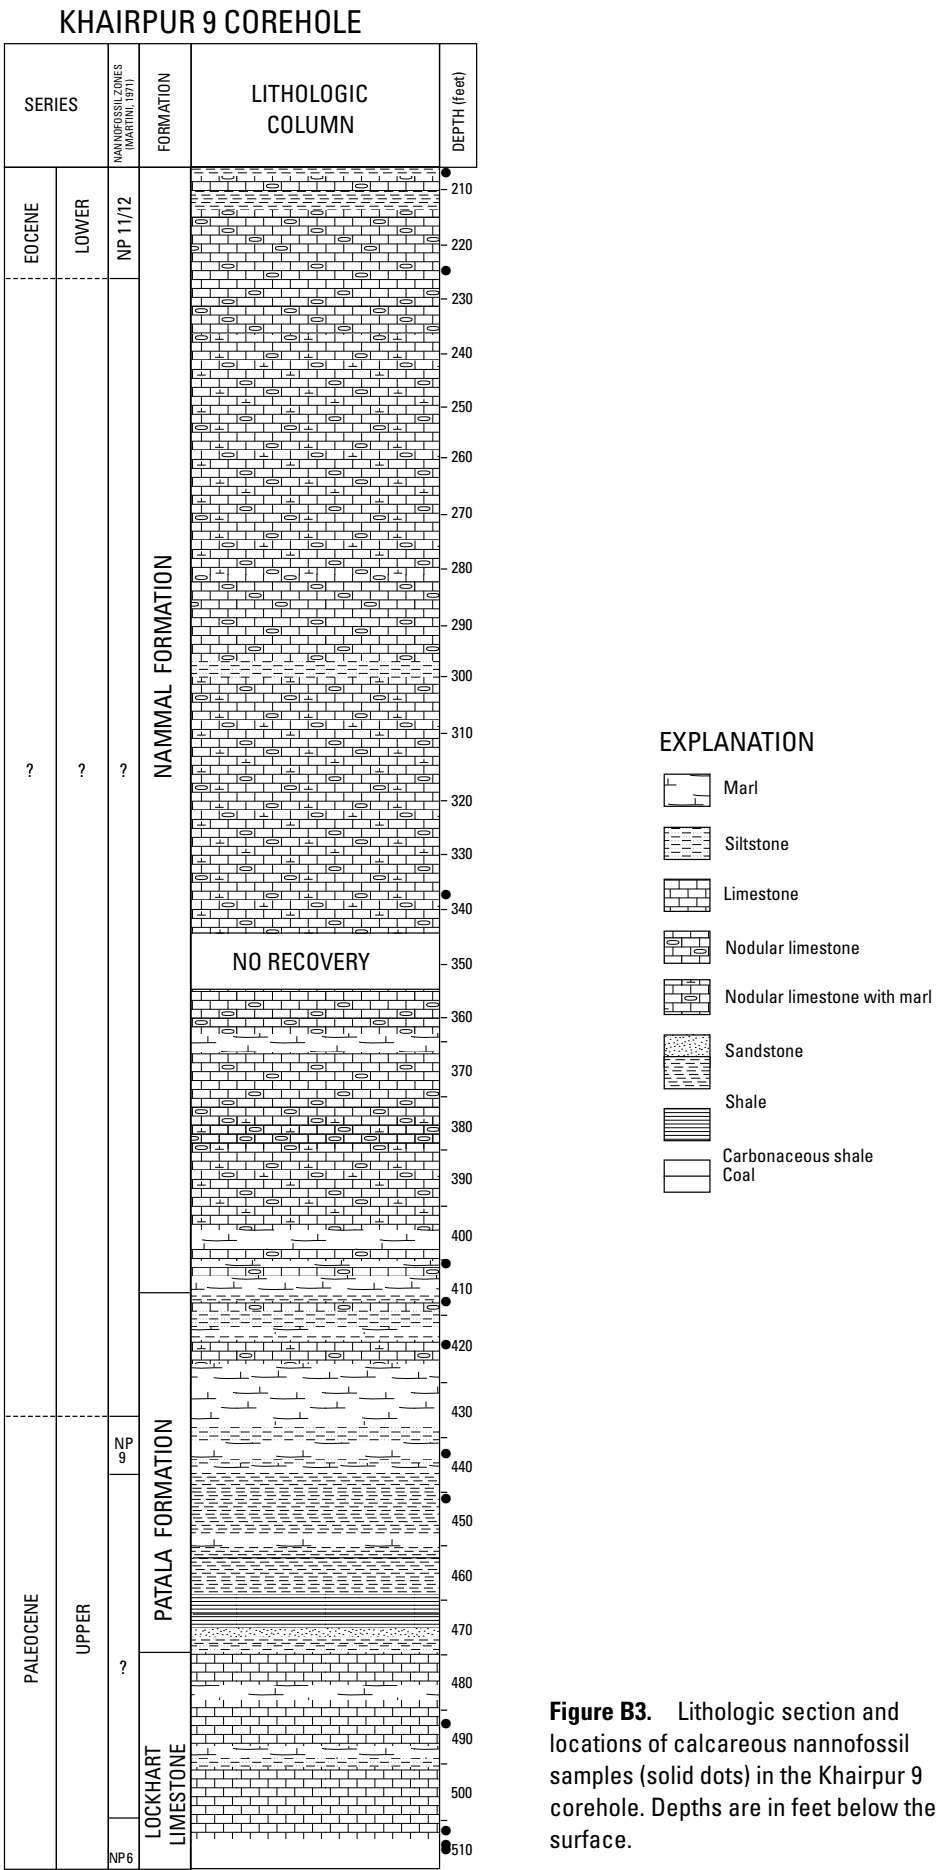 KHAIRPUR 9 COREHOLE
SERIES
NANNOFOSSIL ZONES
(MARTINI, 1971)
FORMATION
LITHOLOGIC
COLUMN
DEPTH (feet)
EOCENE
LOWER
NP 11/12
NAMMAL FORMATION
?
?
?
NO RECOVERY
210
220
230
240
250
260
270
280
290
300
310
320
330
340
350
360
370
380
390
400
410
420
430
440
450
460
470
480
490
500
510
PALEOCENE
UPPER
NP
9
?
NP6
PATALA FORMATION
LOCKHART
LIMESTONE
EXPLANATION
Marl
Siltstone
Limestone
Nodular limestone
Nodular limestone with marl
Sandstone
Shale
Carbonaceous shale
Coal
Figure B3. Lithologic section and
locations of calcareous nannofossil
samples (solid dots) in the Khairpur 9
corehole. Depths are in feet below the
surface.